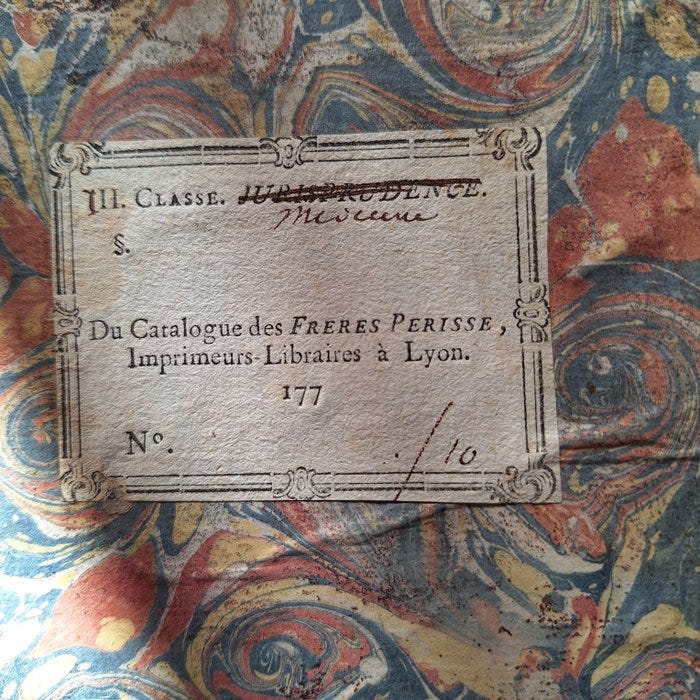 III. CLASSE. JURISPRUDENCE.
Medecine
§.
Du Catalogue des FRERES PERISSE,
Imprimeurs-Libraires à Lyon.
177
Nº.
/10